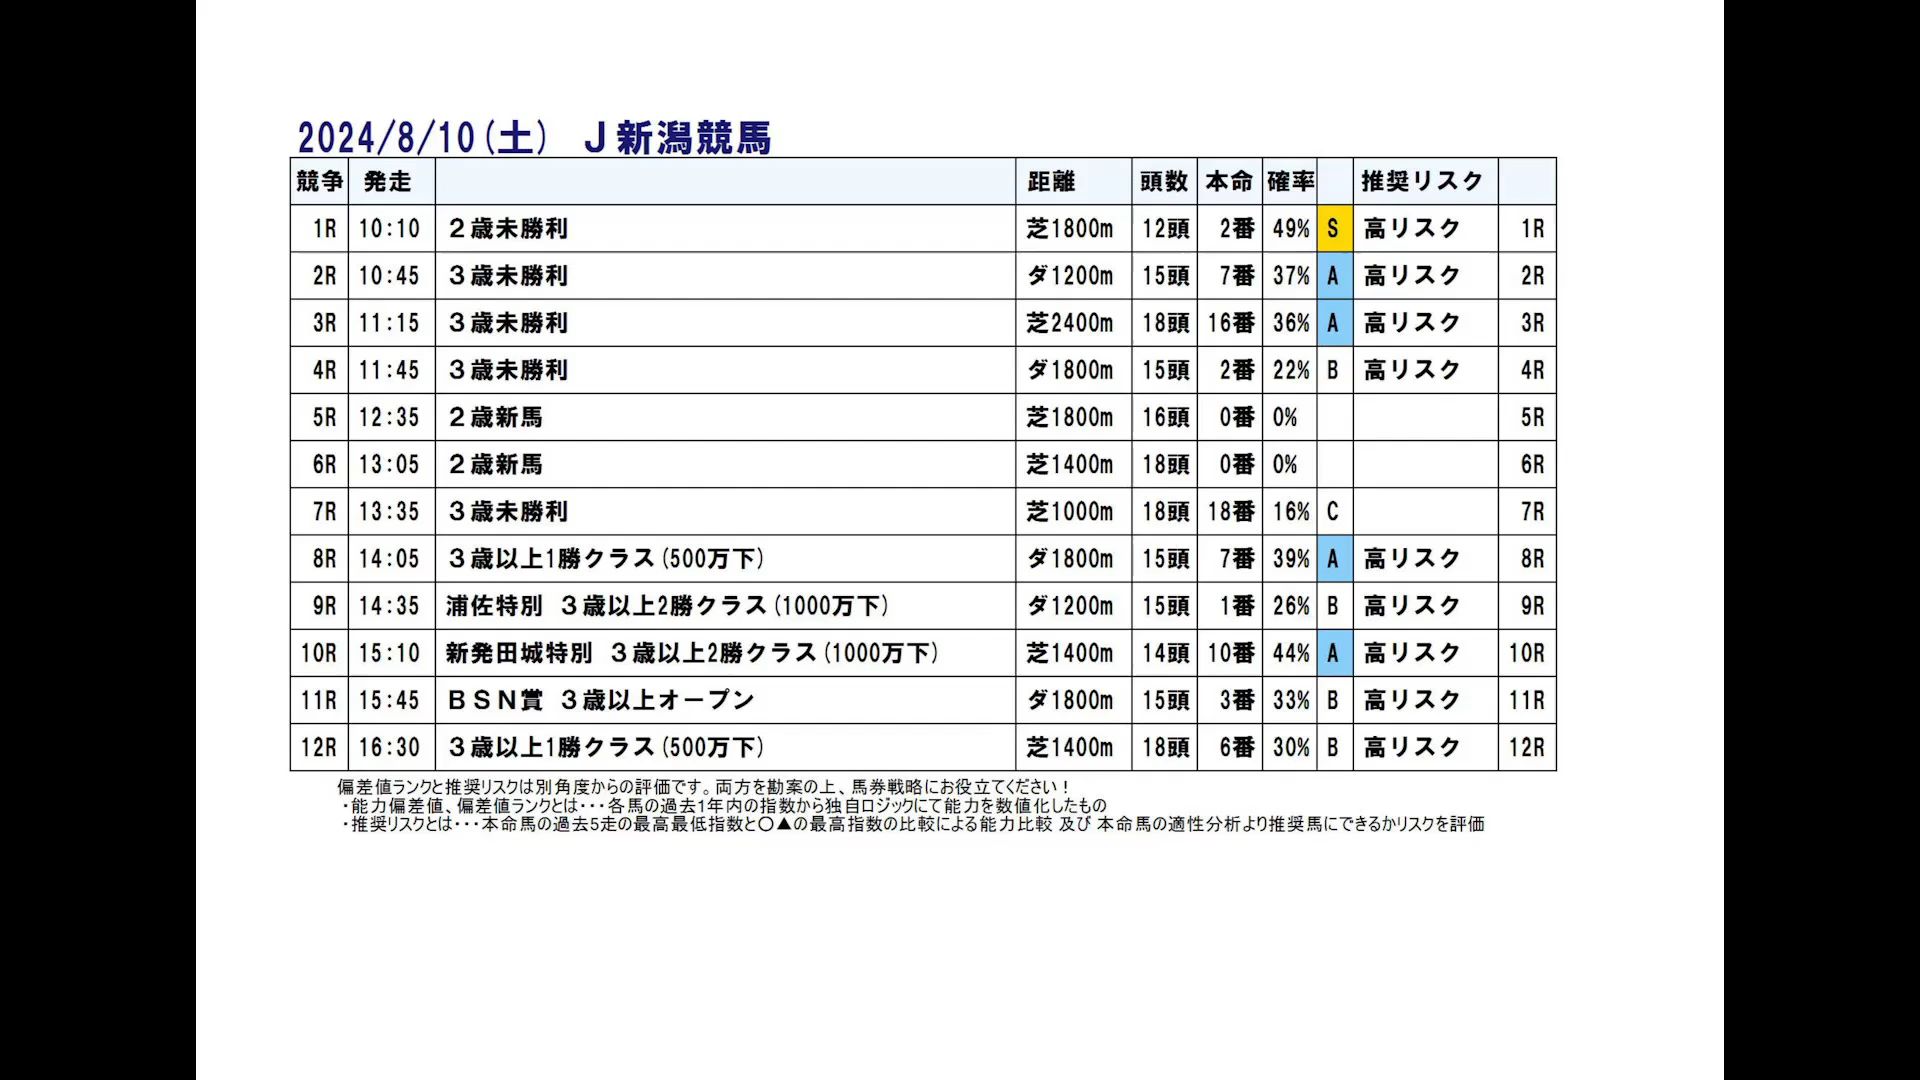 2024/8/10(土)　J新潟競馬
競争 発走 距離 頭数 本命 確率 推奨リスク
1R 10:10 ２歳未勝利 芝1800m 12頭 2番 49% S 高リスク 1R
2R 10:45 ３歳未勝利 ダ1200m 15頭 7番 37% A 高リスク 2R
3R 11:15 ３歳未勝利 芝2400m 18頭 16番 36% A 高リスク 3R
4R 11:45 ３歳未勝利 ダ1800m 15頭 2番 22% B 高リスク 4R
5R 12:35 ２歳新馬 芝1800m 16頭 0番 0% 5R
6R 13:05 ２歳新馬 芝1400m 18頭 0番 0% 6R
7R 13:35 ３歳未勝利 芝1000m 18頭 18番 16% C 7R
8R 14:05 ３歳以上1勝クラス(500万下) ダ1800m 15頭 7番 39% A 高リスク 8R
9R 14:35 浦佐特別 ３歳以上2勝クラス(1000万下) ダ1200m 15頭 1番 26% B 高リスク 9R
10R 15:10 新発田城特別 ３歳以上2勝クラス(1000万下) 芝1400m 14頭 10番 44% A 高リスク 10R
11R 15:45 ＢＳＮ賞 ３歳以上オープン ダ1800m 15頭 3番 33% B 高リスク 11R
12R 16:30 ３歳以上1勝クラス(500万下) 芝1400m 18頭 6番 30% B 高リスク 12R
偏差値ランクと推奨リスクは別角度からの評価です。両方を勘案の上、馬券戦略にお役立てください！
・能力偏差値、偏差値ランクとは・・・各馬の過去1年内の指数から独自ロジックにて能力を数値化したもの
・推奨リスクとは・・・本命馬の過去5走の最高最低指数と〇▲の最高指数の比較による能力比較 及び 本命馬の適性分析より推奨馬にできるかリスクを評価